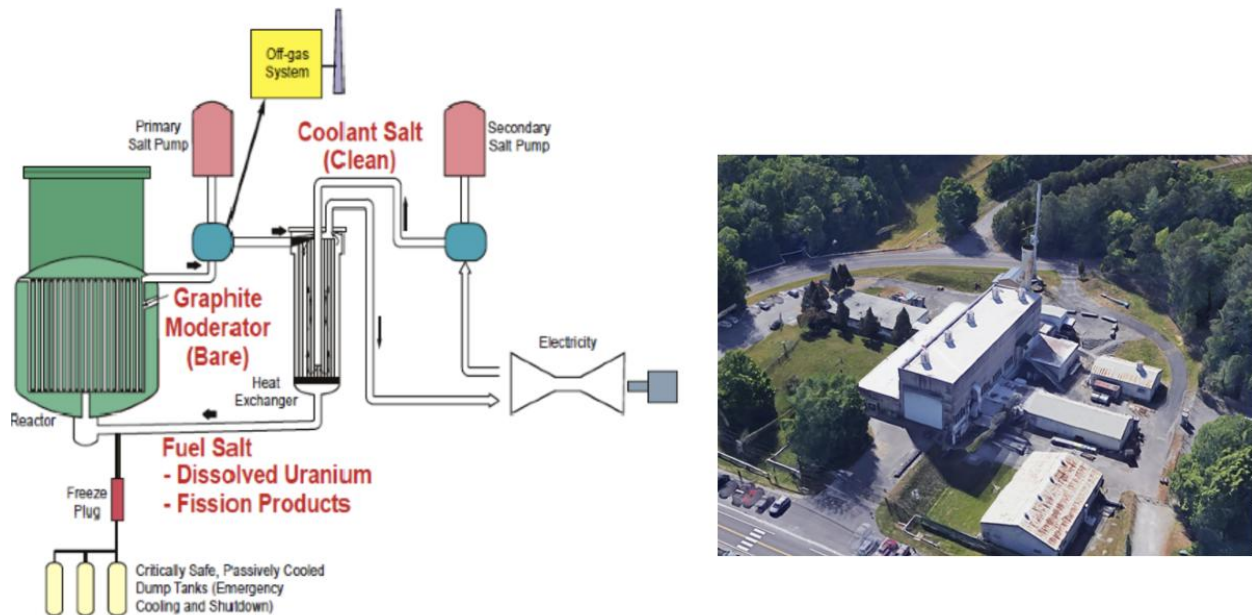 Off-gas
System
Primary
Salt Pump
Coolant Salt
(Clean)
Secondary
Salt Pump
Graphite
Moderator
(Bare)
Electricity
Heat
Exchanger
Reactor
Fuel Salt
- Dissolved Uranium
- Fission Products
Freeze
Plug
Critically Safe, Passively Cooled
Dump Tanks (Emergency
Cooling and Shutdown)